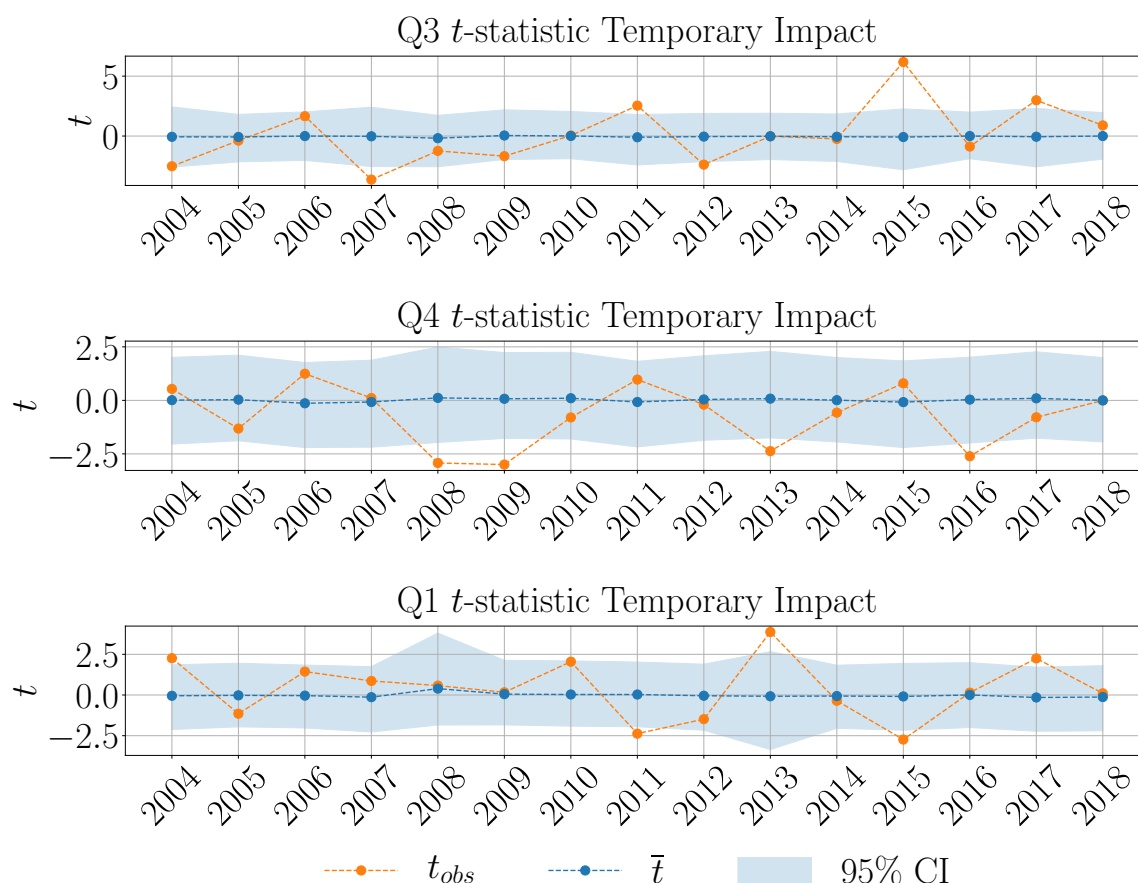 Q3 t-statistic Temporary Impact
5
0
t
2004 2005 2006 2007 2008 2009 2010 2011 2012 2013 2014 2015 2016 2017 2018
Q4 t-statistic Temporary Impact
2.5
0.0
−2.5
t
2004 2005 2006 2007 2008 2009 2010 2011 2012 2013 2014 2015 2016 2017 2018
Q1 t-statistic Temporary Impact
2.5
0.0
−2.5
t
2004 2005 2006 2007 2008 2009 2010 2011 2012 2013 2014 2015 2016 2017 2018
t_obs t̄ 95% CI